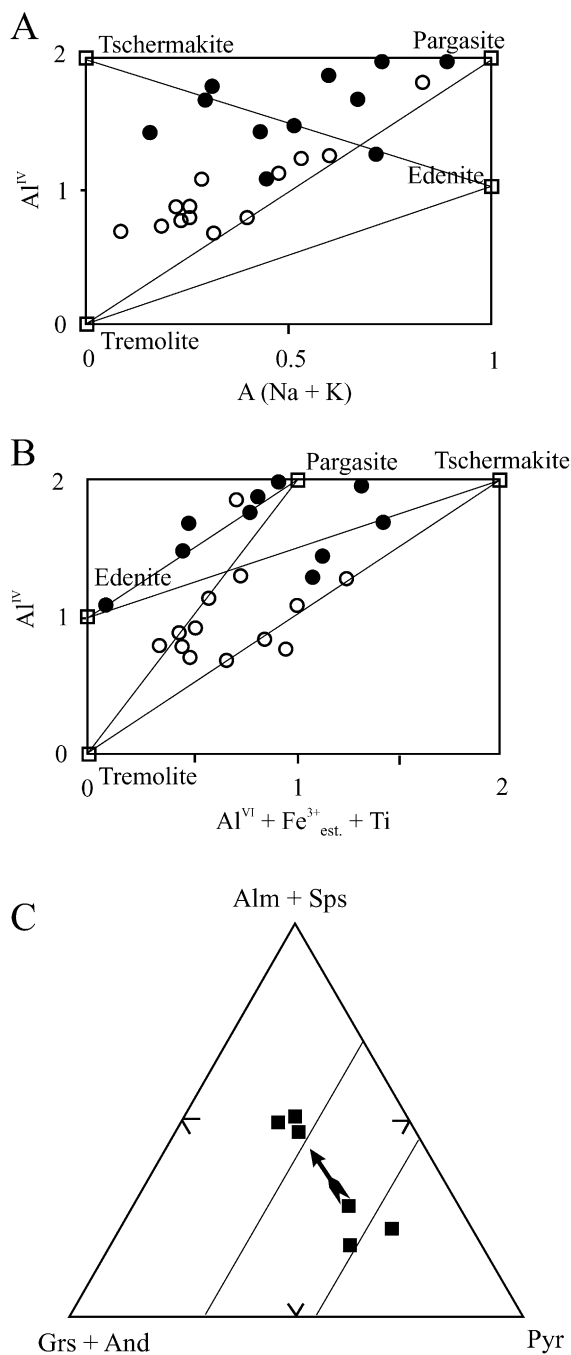 A
2
Tschermakite
Pargasite
Al^IV
1
Edenite
0
Tremolite
0
0.5
1
A (Na + K)
B
2
Pargasite
Tschermakite
Al^IV
Edenite
1
0
Tremolite
0
1
2
Al^VI + Fe^3+_est. + Ti
C
Alm + Sps
Grs + And
Pyr